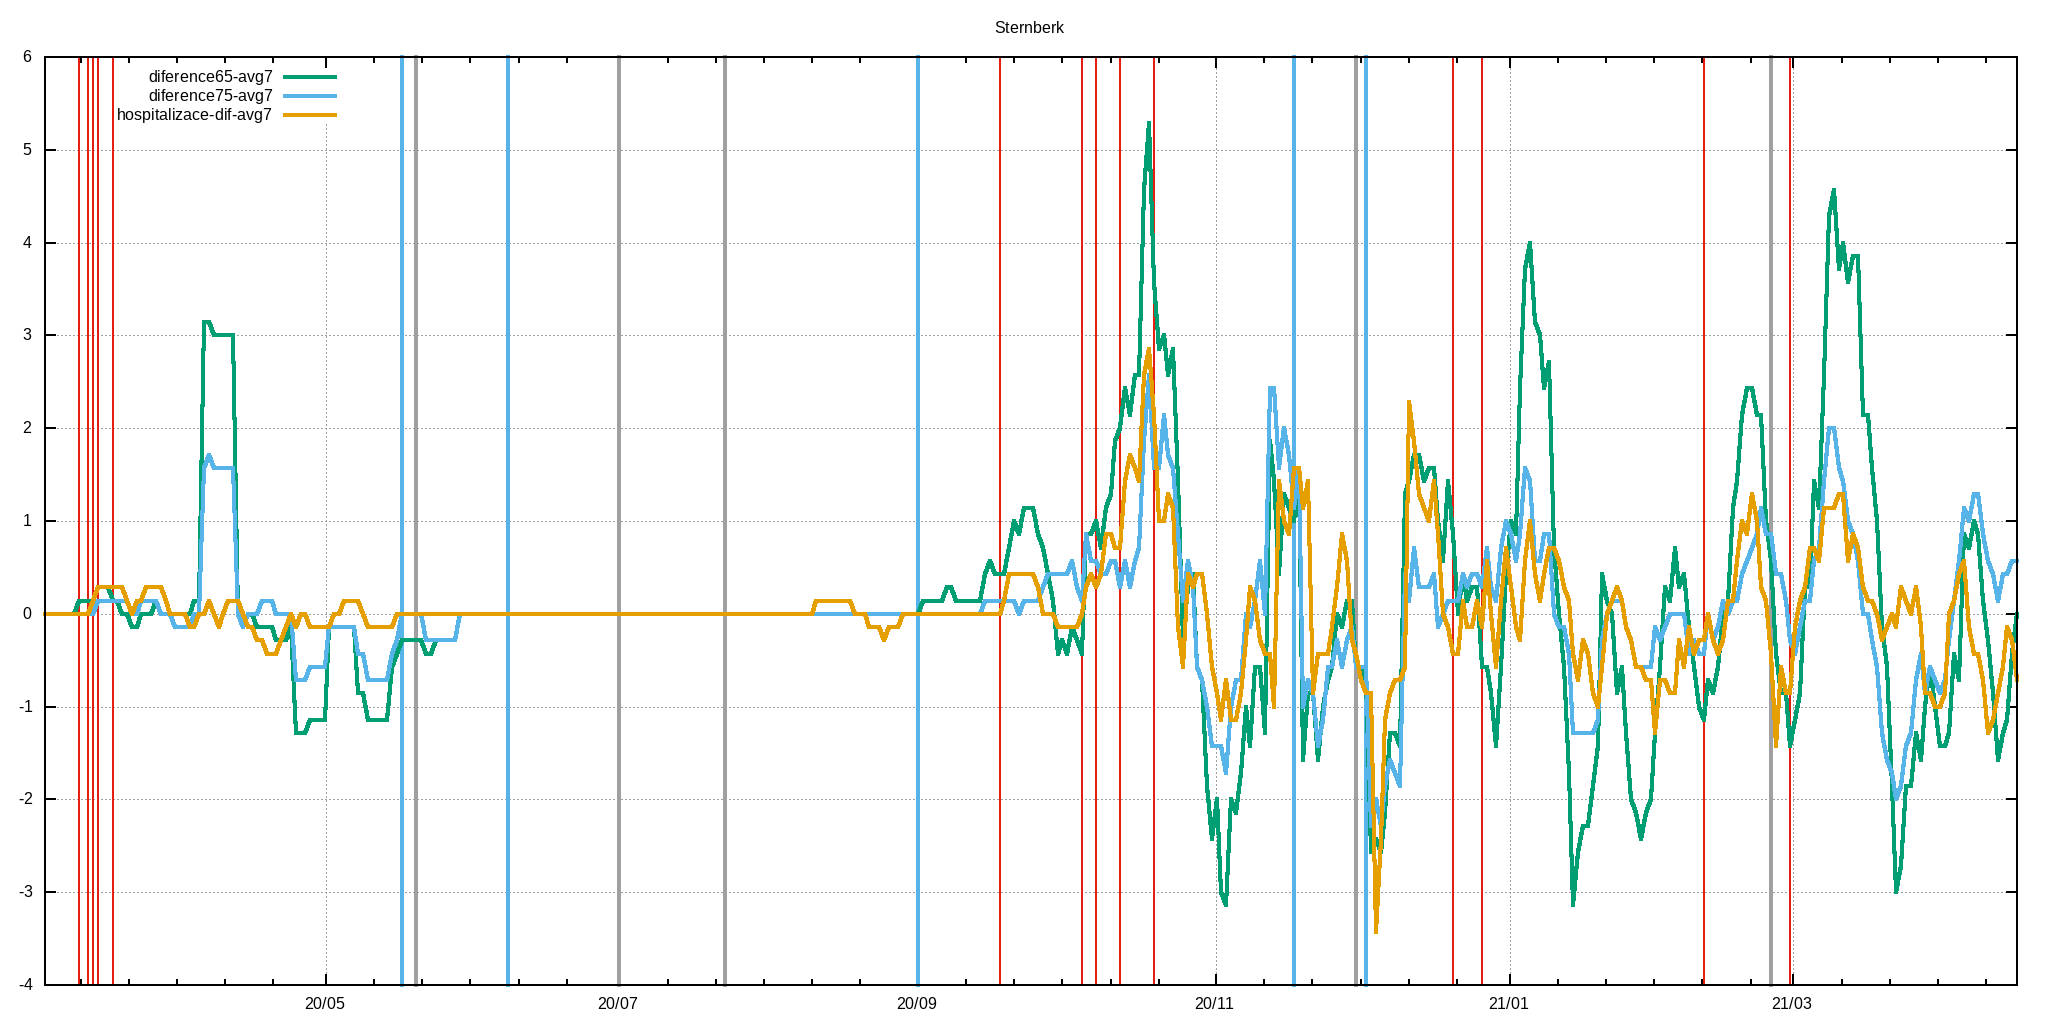 Sternberk
6
diference65-avg7
diference75-avg7
hospitalizace-dif-avg7
5
4
3
2
1
0
-1
-2
-3
-4
20/05 20/07 20/09 20/11 21/01 21/03